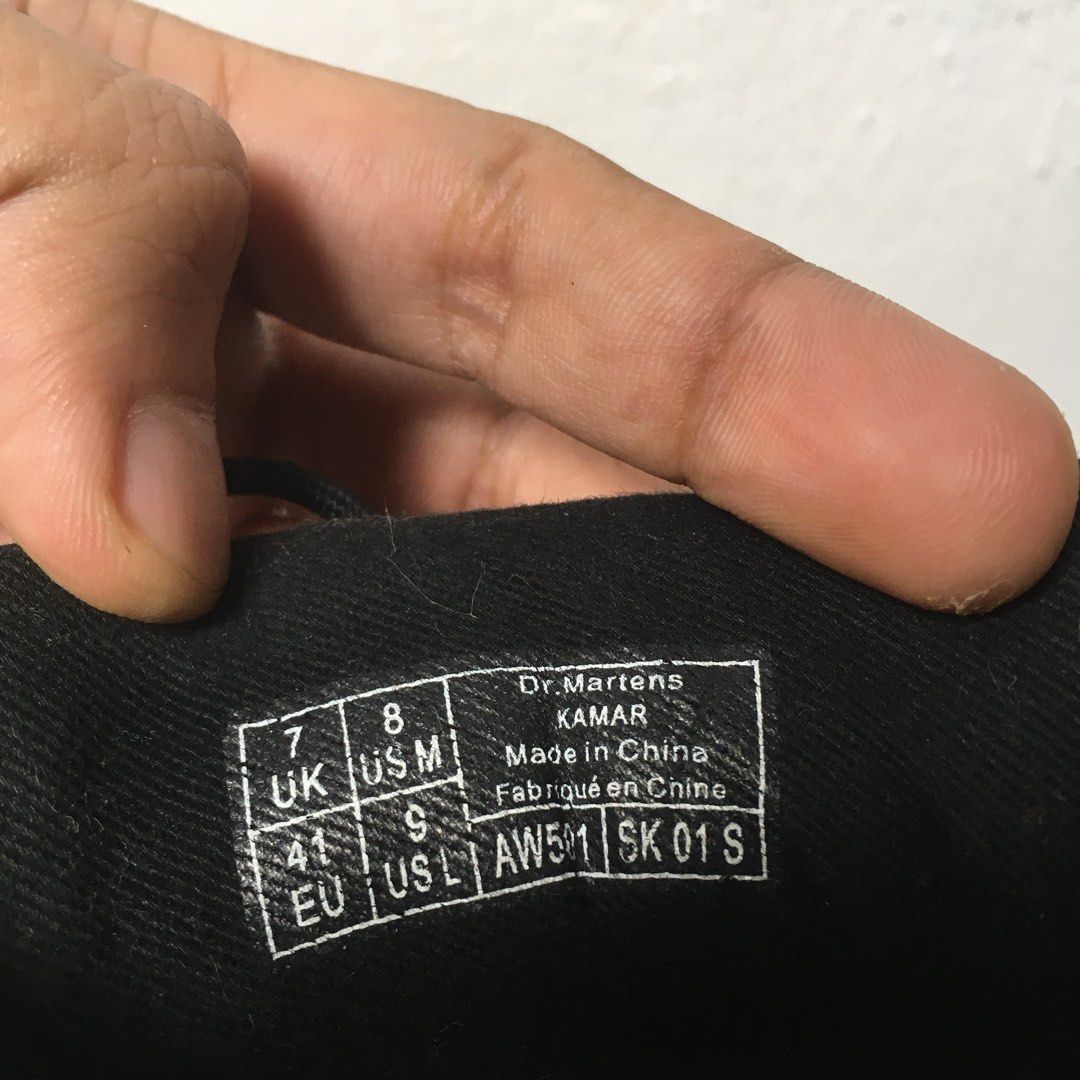 7
UK
8
US M
41
EU
9
US L
Dr.Martens
KAMAR
Made in China
Fabriqué en Chine
AW501
SK 01 S